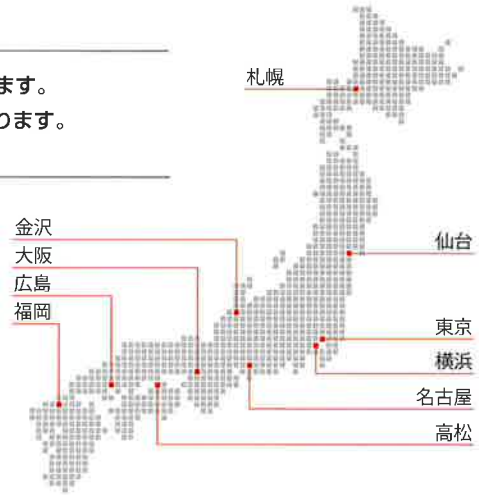 ます。
ります。
札幌
金沢
大阪
広島
福岡
仙台
東京
横浜
名古屋
高松